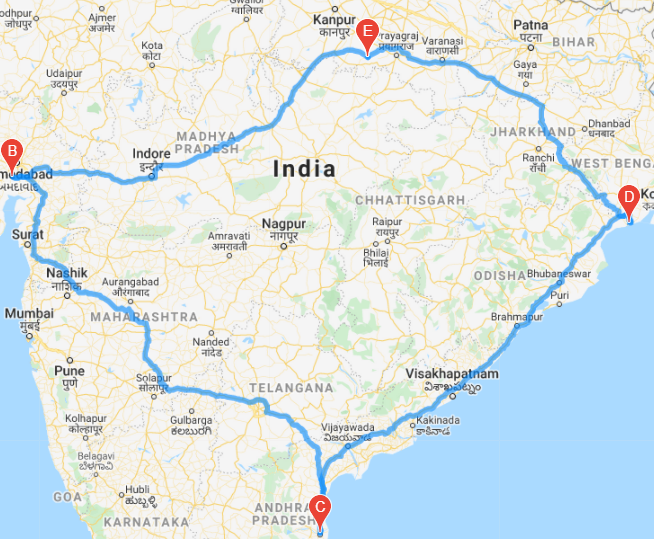 Jodhpur
जोधपुर
Ajmer
अजमेर
ग्वालियर
Kanpur
कानपुर
E
Prayagraj
प्रयागराज
Varanasi
वाराणसी
Patna
पटना
BIHAR
Kota
कोटा
Udaipur
उदयपुर
Gaya
गया
B
MADHYA
PRADESH
Indore
इन्दौर
JHARKHAND
Dhanbad
धनबाद
Ranchi
राँची
WEST BENGA
India
CHHATTISGARH
D
Ko
Surat
Nagpur
नागपूर
Raipur
रायपुर
Amravati
अमरावती
Bhilai
भिलाई
Nashik
नाशिक
Aurangabad
औरंगाबाद
ODISHA
Bhubaneswar
Puri
Mumbai
मुंबई
MAHARASHTRA
Brahmapur
Nanded
नांदेड
Pune
पुणे
Solapur
सोलापूर
TELANGANA
Visakhapatnam
విశాఖపట్నం
Kolhapur
कोल्हापूर
Gulbarga
ಕಲಬುರಗಿ
Vijayawada
విజయవాడ
Kakinada
కాకినాడ
Belagavi
ಬೆಳಗಾವಿ
GOA
Hubli
ಹುಬ್ಬಳ್ಳಿ
C
ANDHRA
PRADESH
KARNATAKA